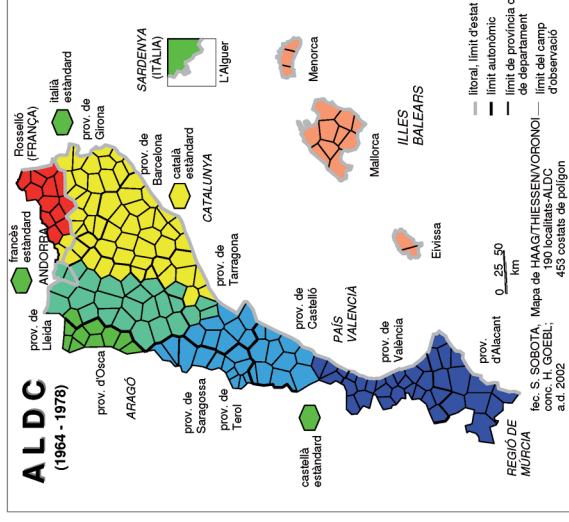 ALDC
(1964 - 1978)
francès
estàndard
Rosselló
(FRANÇA)
italià
estàndard
ANDORRA
prov. de
Lleida
prov. de
Girona
SARDENYA
(ITÀLIA)
L'Alguer
prov. d'Osca
ARAGÓ
prov. de
Barcelona
català
estàndard
CATALUNYA
prov. de
Saragossa
prov. de
Terol
prov. de
Tarragona
Menorca
Mallorca
ILLES
BALEARS
Eivissa
castellà
estàndard
prov. de
Castelló
PAÍS
VALENCIÀ
prov. de
València
prov.
d'Alacant
REGIÓ DE
MÚRCIA
0 25 50
km
litoral, límit d'estat
límit autonòmic
límit de província o
de departament
límit del camp
d'observació
fec. S. SOBOTA,
conc. H. GOEBL;
a.d. 2002
Mapa de HAAG/THIESSEN/VORONOI
190 localitats-ALDC
453 costats de polígon